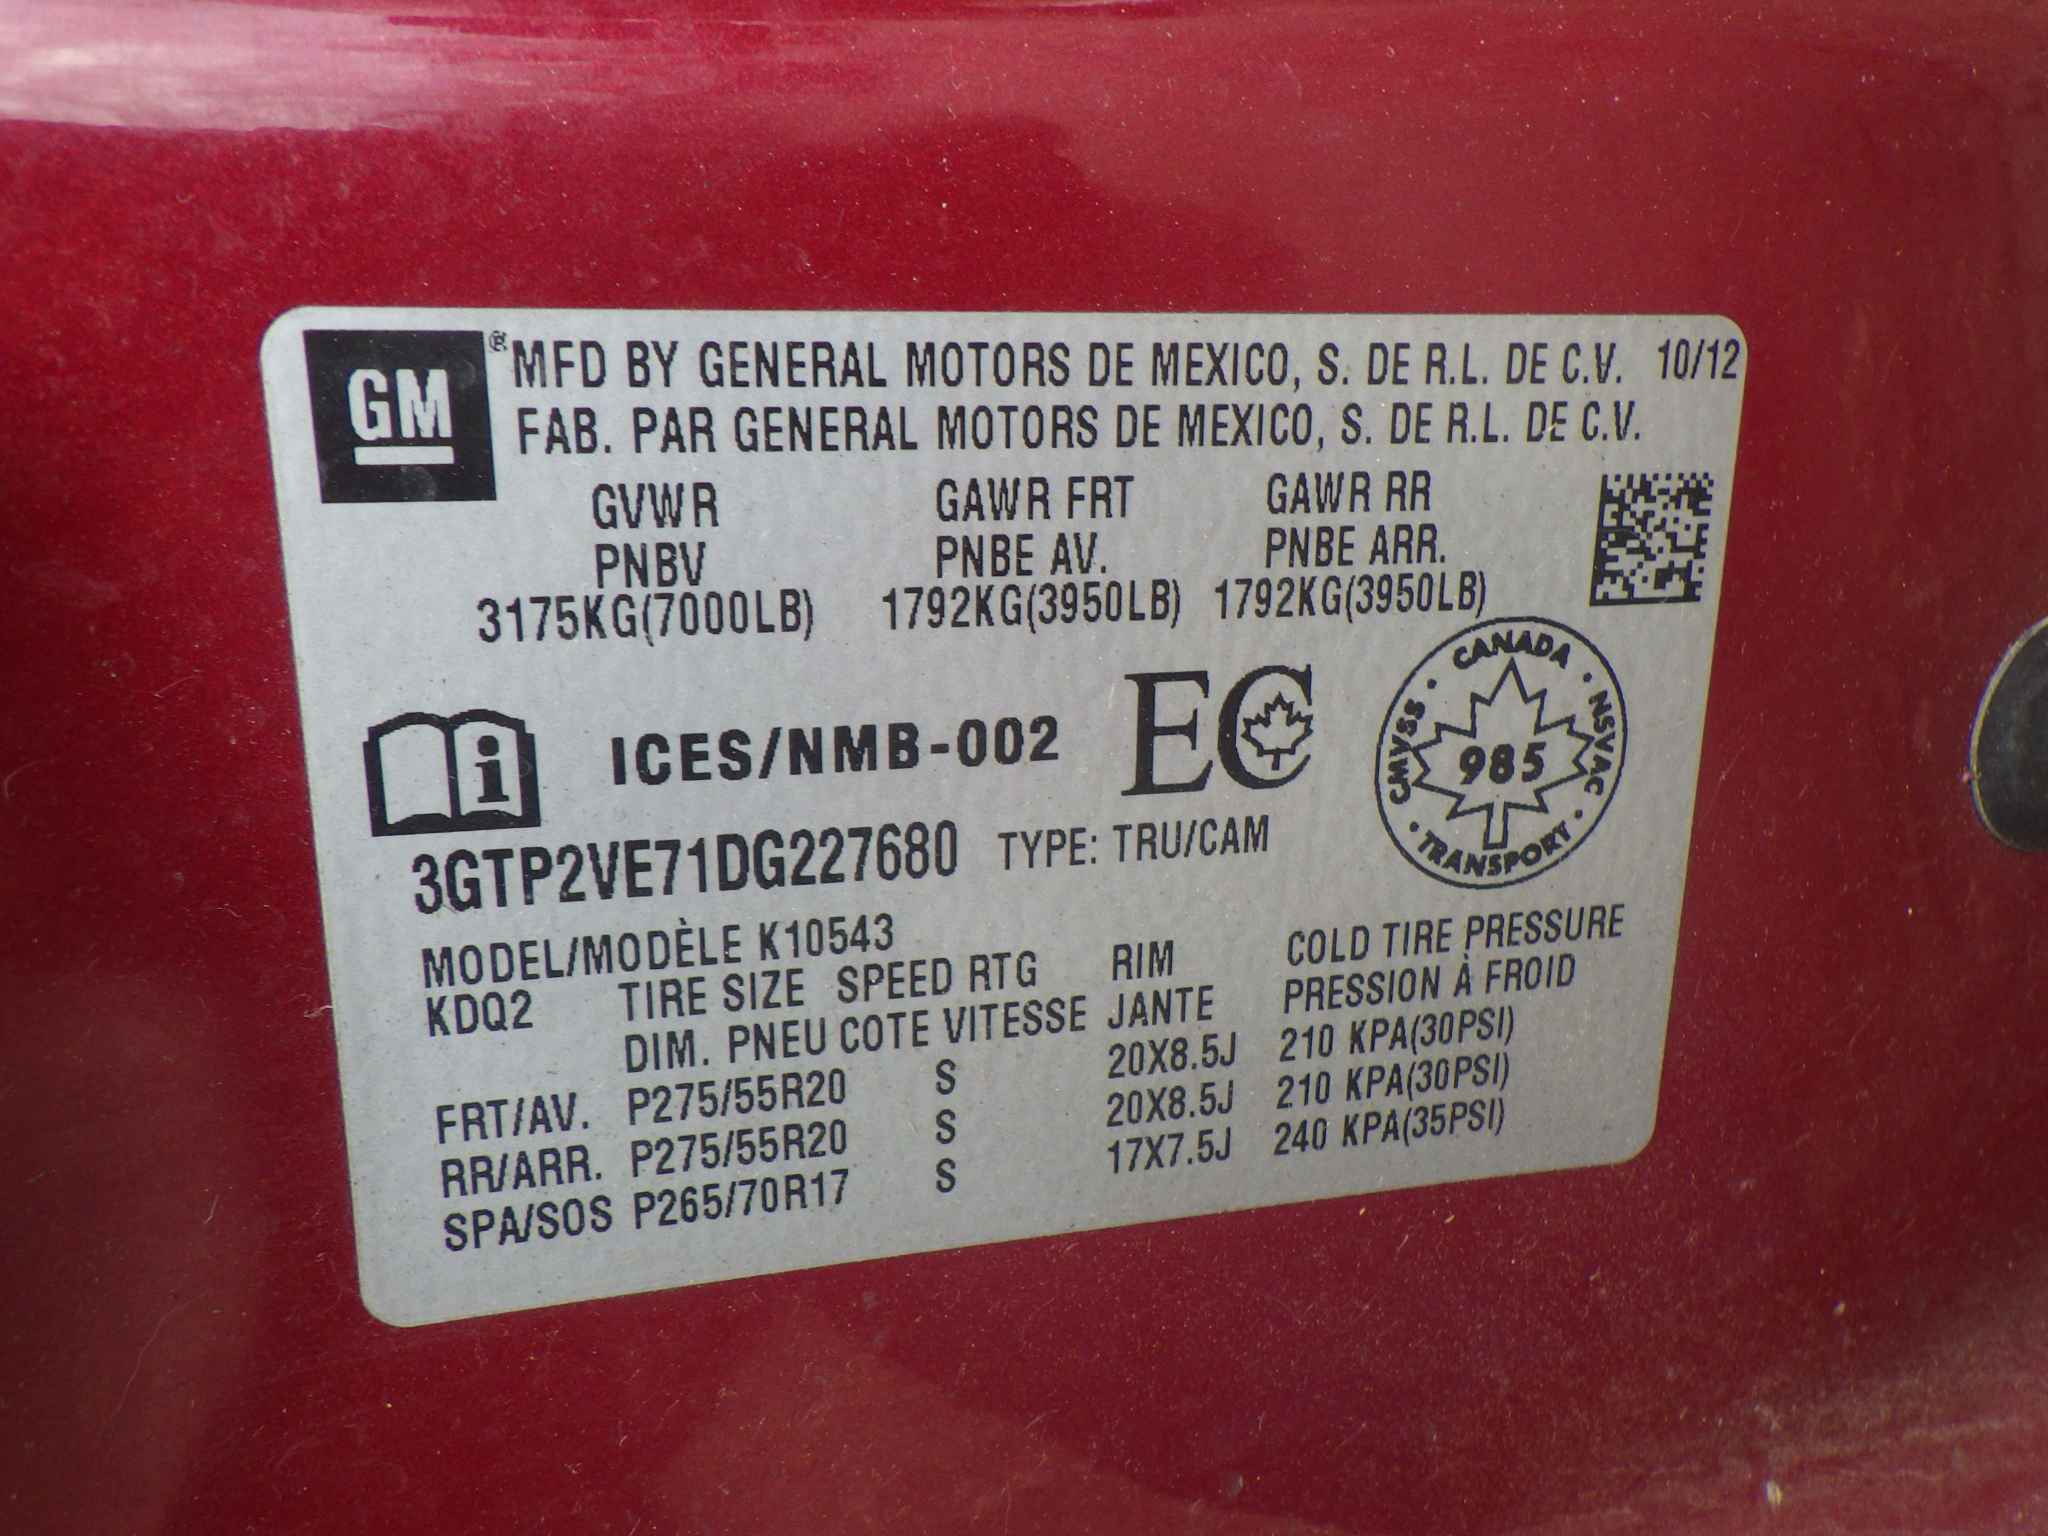 GM ® MFD BY GENERAL MOTORS DE MEXICO, S. DE R.L. DE C.V. 10/12
FAB. PAR GENERAL MOTORS DE MEXICO, S. DE R.L. DE C.V.
GVWR GAWR FRT GAWR RR
PNBV PNBE AV. PNBE ARR.
3175KG(7000LB) 1792KG(3950LB) 1792KG(3950LB)
i ICES/NMB-002 EC
CANADA · NSVAC · TRANSPORT · CMVSS ·
985
3GTP2VE71DG227680 TYPE: TRU/CAM
MODEL/MODÈLE K10543
KDQ2 TIRE SIZE SPEED RTG RIM COLD TIRE PRESSURE
DIM. PNEU COTE VITESSE JANTE PRESSION À FROID
FRT/AV. P275/55R20 S 20X8.5J 210 KPA(30PSI)
RR/ARR. P275/55R20 S 20X8.5J 210 KPA(30PSI)
SPA/SOS P265/70R17 S 17X7.5J 240 KPA(35PSI)